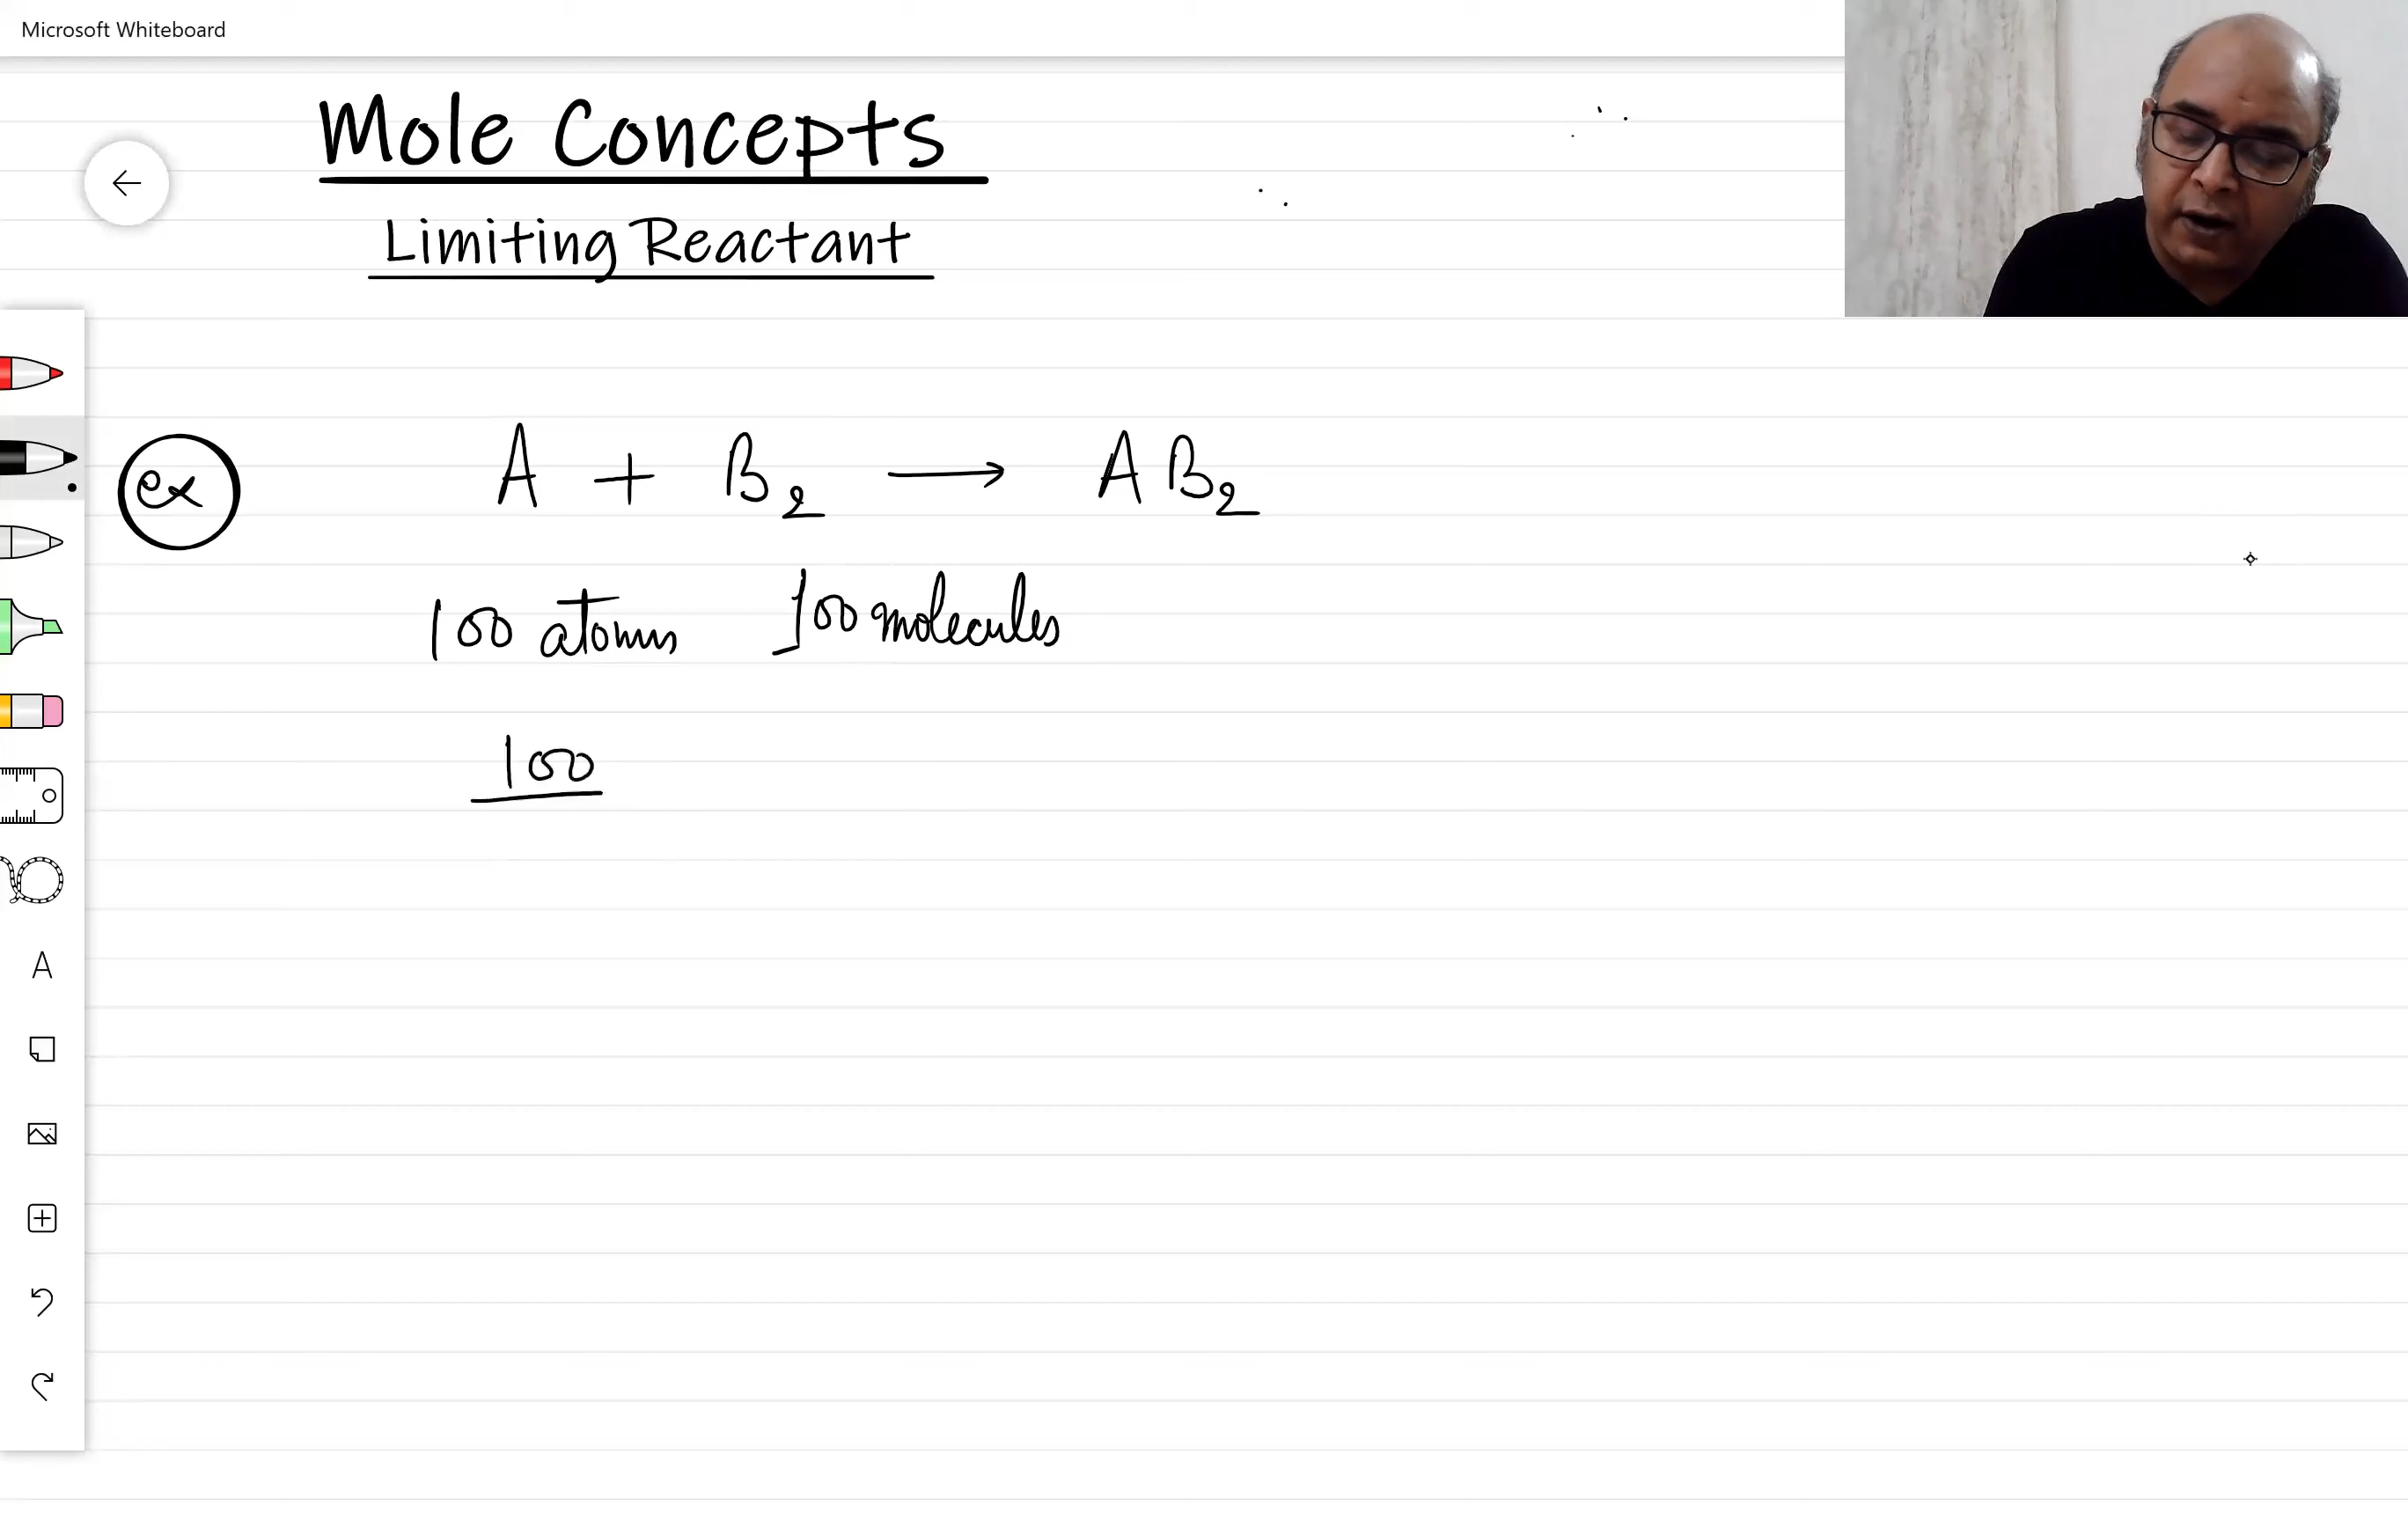 Microsoft Whiteboard
Mole Concepts
Limiting Reactant
ex A + B₂ → AB₂
100 atoms 100 molecules
100
A